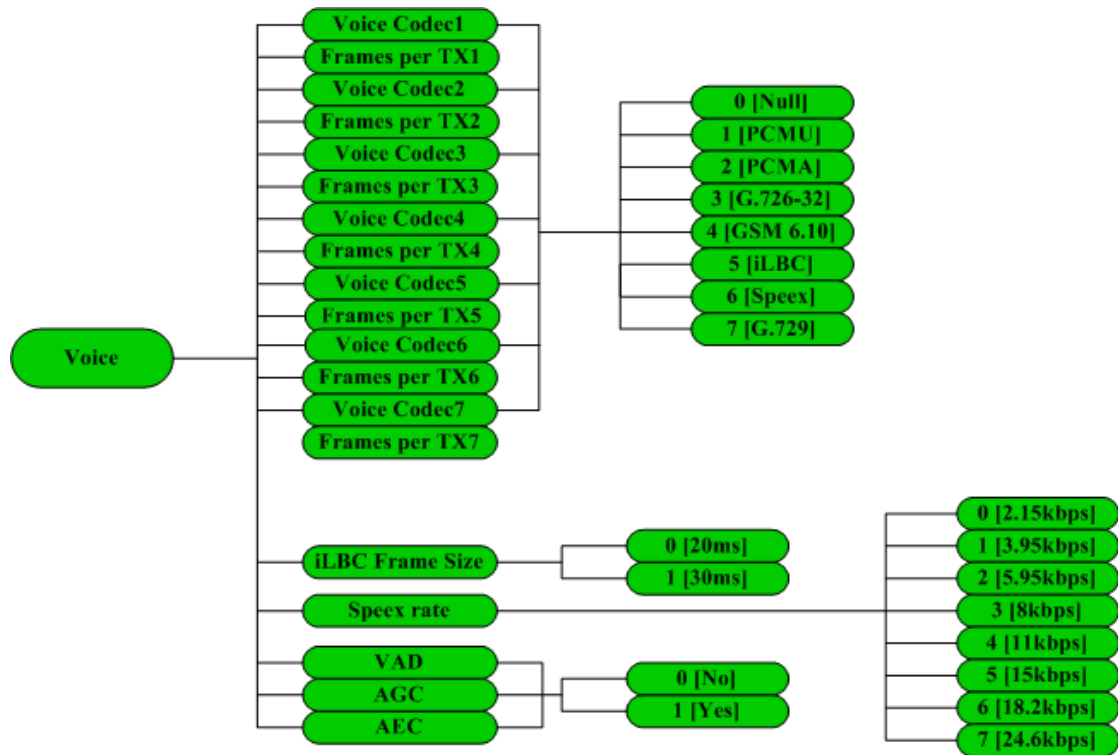 Voice
Voice Codec1
Frames per TX1
Voice Codec2
Frames per TX2
Voice Codec3
Frames per TX3
Voice Codec4
Frames per TX4
Voice Codec5
Frames per TX5
Voice Codec6
Frames per TX6
Voice Codec7
Frames per TX7
0 [Null]
1 [PCMU]
2 [PCMA]
3 [G.726-32]
4 [GSM 6.10]
5 [iLBC]
6 [Speex]
7 [G.729]
iLBC Frame Size
0 [20ms]
1 [30ms]
Speex rate
0 [2.15kbps]
1 [3.95kbps]
2 [5.95kbps]
3 [8kbps]
4 [11kbps]
5 [15kbps]
6 [18.2kbps]
7 [24.6kbps]
VAD
AGC
AEC
0 [No]
1 [Yes]